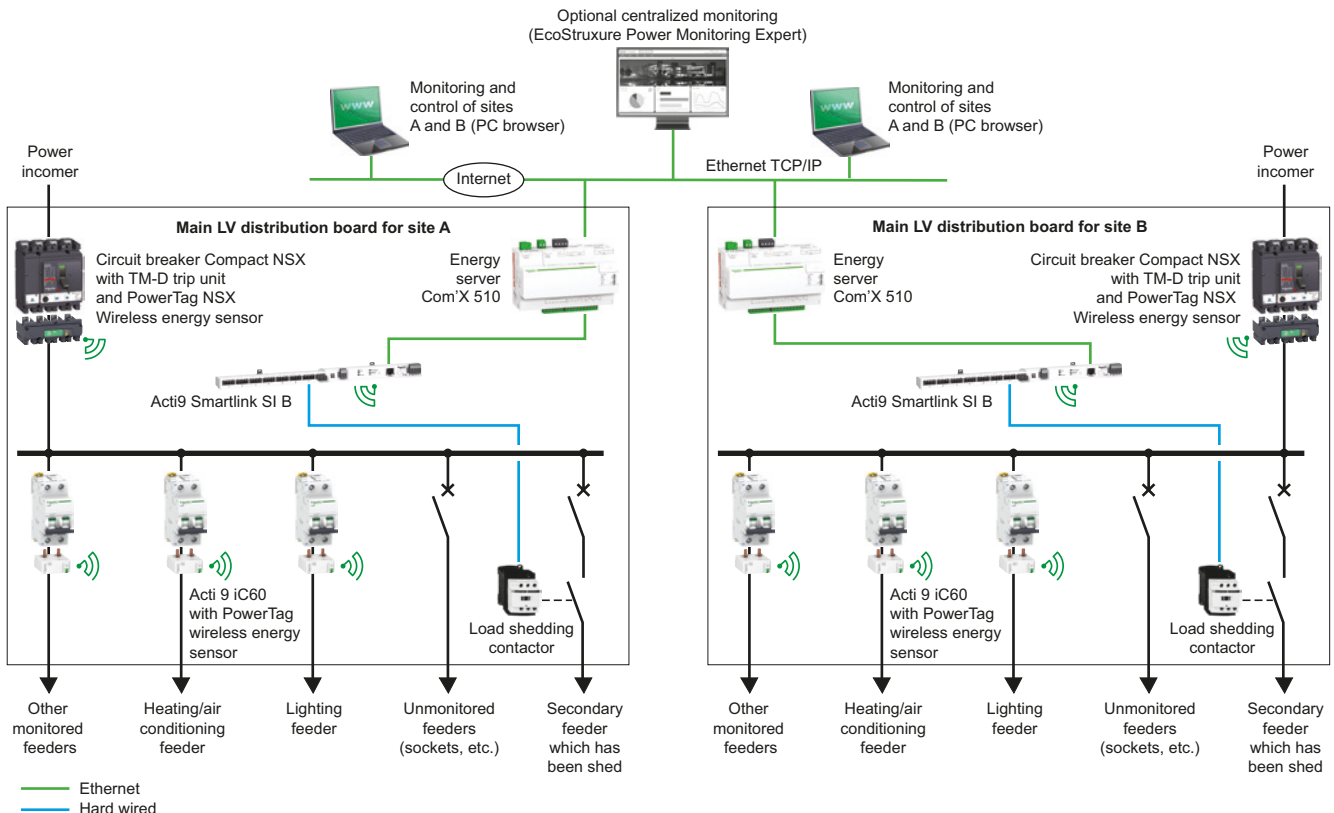 Optional centralized monitoring
(EcoStruxure Power Monitoring Expert)
www
Monitoring and
control of sites
A and B (PC browser)
www
Monitoring and
control of sites
A and B (PC browser)
Power
incomer
Internet
Ethernet TCP/IP
Power
incomer
Main LV distribution board for site A
Circuit breaker Compact NSX
with TM-D trip unit
and PowerTag NSX
Wireless energy sensor
Energy
server
Com'X 510
Acti9 Smartlink SI B
Acti 9 iC60
with PowerTag
wireless energy
sensor
Load shedding
contactor
Other
monitored
feeders
Heating/air
conditioning
feeder
Lighting
feeder
Unmonitored
feeders
(sockets, etc.)
Secondary
feeder
which has
been shed
Main LV distribution board for site B
Energy
server
Com'X 510
Circuit breaker Compact NSX
with TM-D trip unit
and PowerTag NSX
Wireless energy sensor
Acti9 Smartlink SI B
Acti 9 iC60
with PowerTag
wireless energy
sensor
Load shedding
contactor
Other
monitored
feeders
Heating/air
conditioning
feeder
Lighting
feeder
Unmonitored
feeders
(sockets, etc.)
Secondary
feeder
which has
been shed
Ethernet
Hard wired